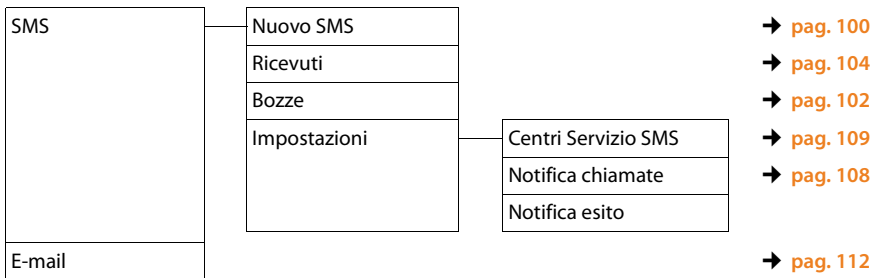 SMS Nuovo SMS ➜ pag. 100
Ricevuti ➜ pag. 104
Bozze ➜ pag. 102
Impostazioni Centri Servizio SMS ➜ pag. 109
Notifica chiamate ➜ pag. 108
Notifica esito
E-mail ➜ pag. 112